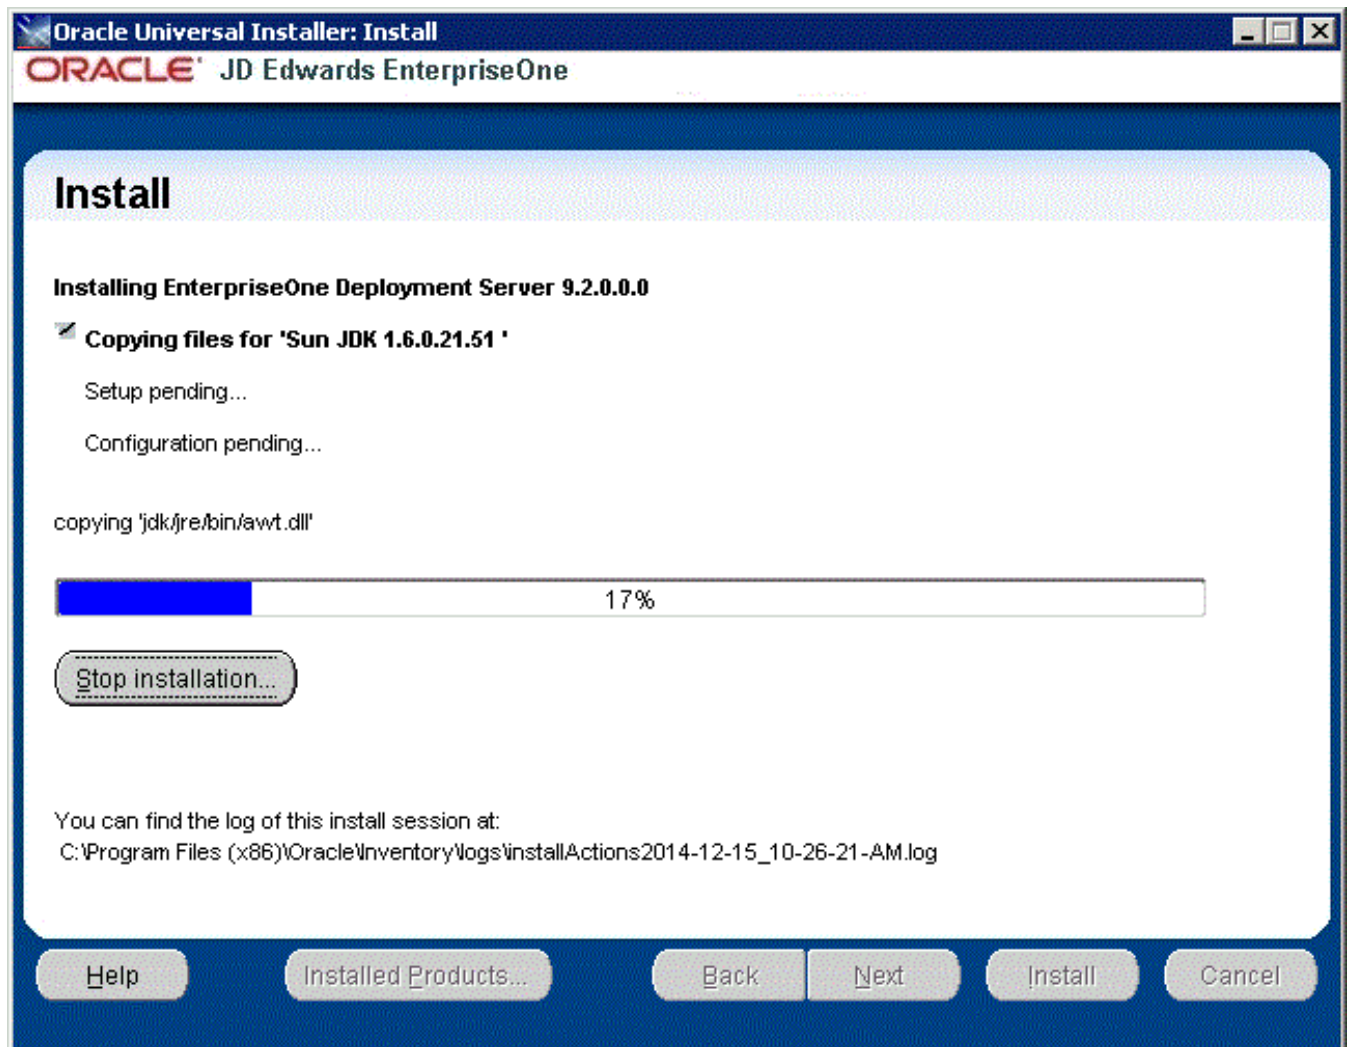 Oracle Universal Installer: Install
ORACLE JD Edwards EnterpriseOne
Install
Installing EnterpriseOne Deployment Server 9.2.0.0.0
Copying files for 'Sun JDK 1.6.0.21.51 '
Setup pending...
Configuration pending...
copying 'jdk/jre/bin/awt.dll'
17%
Stop installation...
You can find the log of this install session at:
C:\Program Files (x86)\Oracle\Inventory\logs\installActions2014-12-15_10-26-21-AM.log
Help Installed Products... Back Next Install Cancel